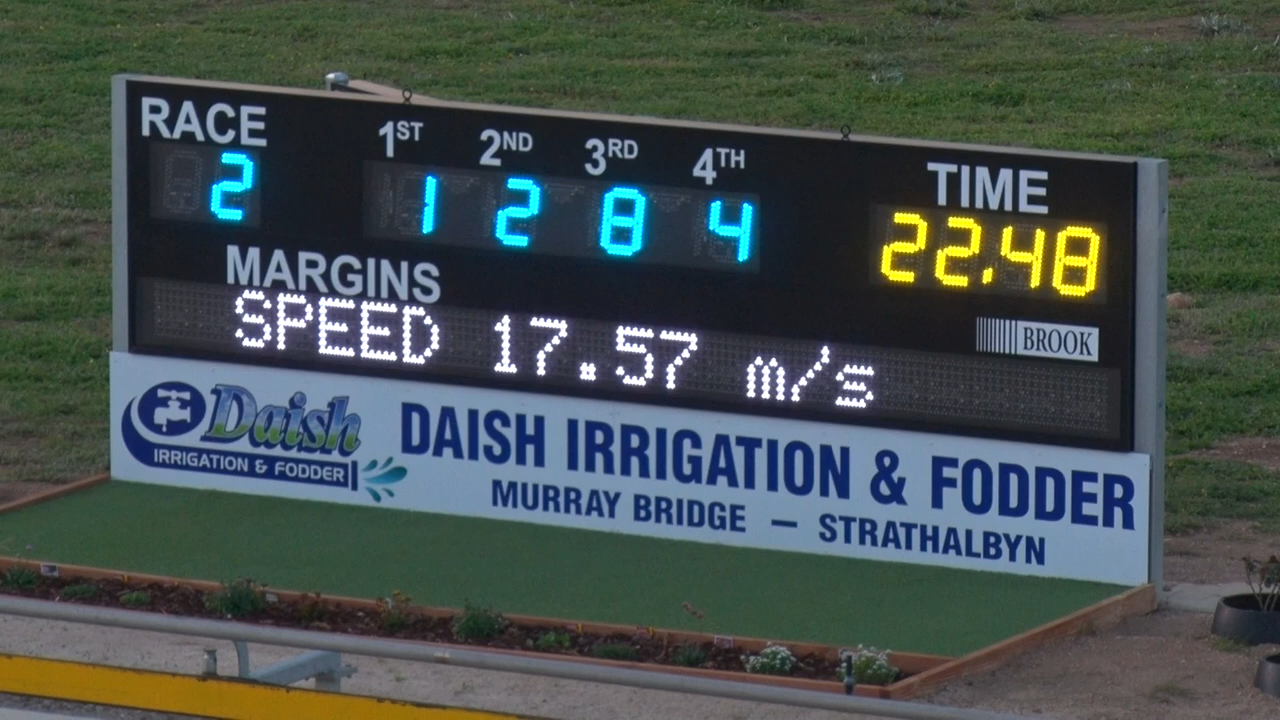 RACE 1ST 2ND 3RD 4TH TIME
2 1 2 8 4 22.48
MARGINS
SPEED 17.57 m/s
BROOK
Daish
IRRIGATION & FODDER
DAISH IRRIGATION & FODDER
MURRAY BRIDGE — STRATHALBYN